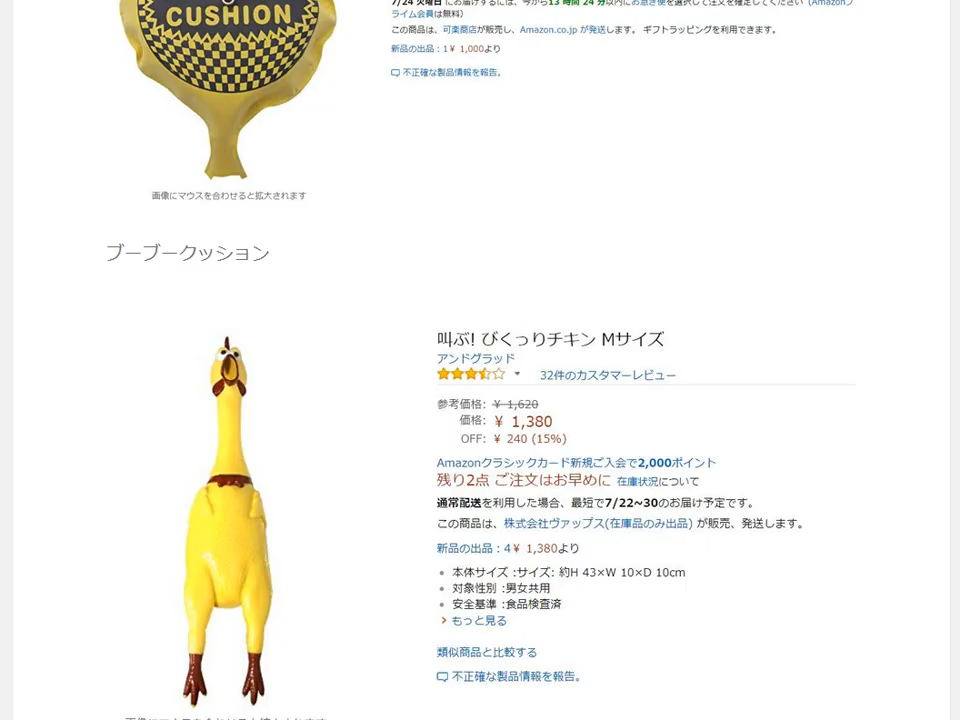 CUSHION
7/24 火曜日 にお届けするには、今から13 時間 24 分以内にお急ぎ便を選択して注文を確定してください（Amazonプ
ライム会員は無料）
この商品は、可楽商店が販売し、Amazon.co.jp が発送します。 ギフトラッピングを利用できます。
新品の出品：1￥ 1,000より
不正確な製品情報を報告。
画像にマウスを合わせると拡大されます
ブーブークッション
叫ぶ! びくっりチキン Mサイズ
アンドグラッド
32件のカスタマーレビュー
参考価格: ￥ 1,620
価格: ￥ 1,380
OFF: ￥ 240 (15%)
Amazonクラシックカード新規ご入会で2,000ポイント
残り2点 ご注文はお早めに 在庫状況について
通常配送を利用した場合、最短で7/22~30のお届け予定です。
この商品は、株式会社ヴァップス(在庫品のみ出品) が販売、発送します。
新品の出品：4￥ 1,380より
本体サイズ :サイズ: 約H 43×W 10×D 10cm
対象性別 :男女共用
安全基準 :食品検査済
もっと見る
類似商品と比較する
不正確な製品情報を報告。